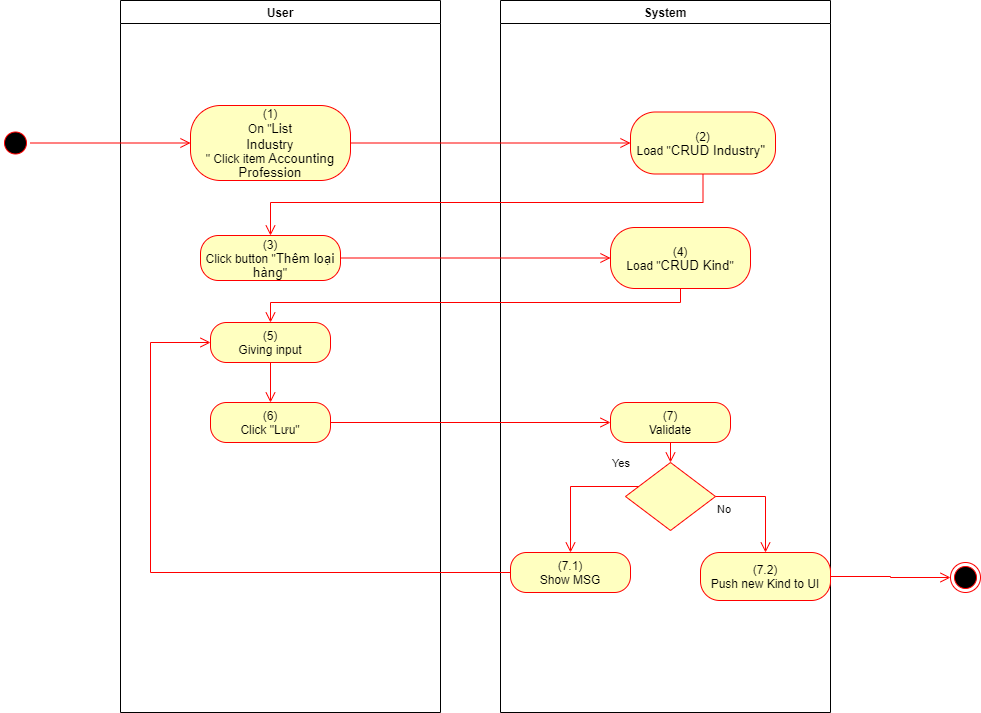 User
System
(1)
On "List
Industry
" Click item Accounting
Profession
(2)
Load "CRUD Industry"
(3)
Click button "Thêm loại
hàng"
(4)
Load "CRUD Kind"
(5)
Giving input
(6)
Click "Lưu"
(7)
Validate
Yes
No
(7.1)
Show MSG
(7.2)
Push new Kind to UI